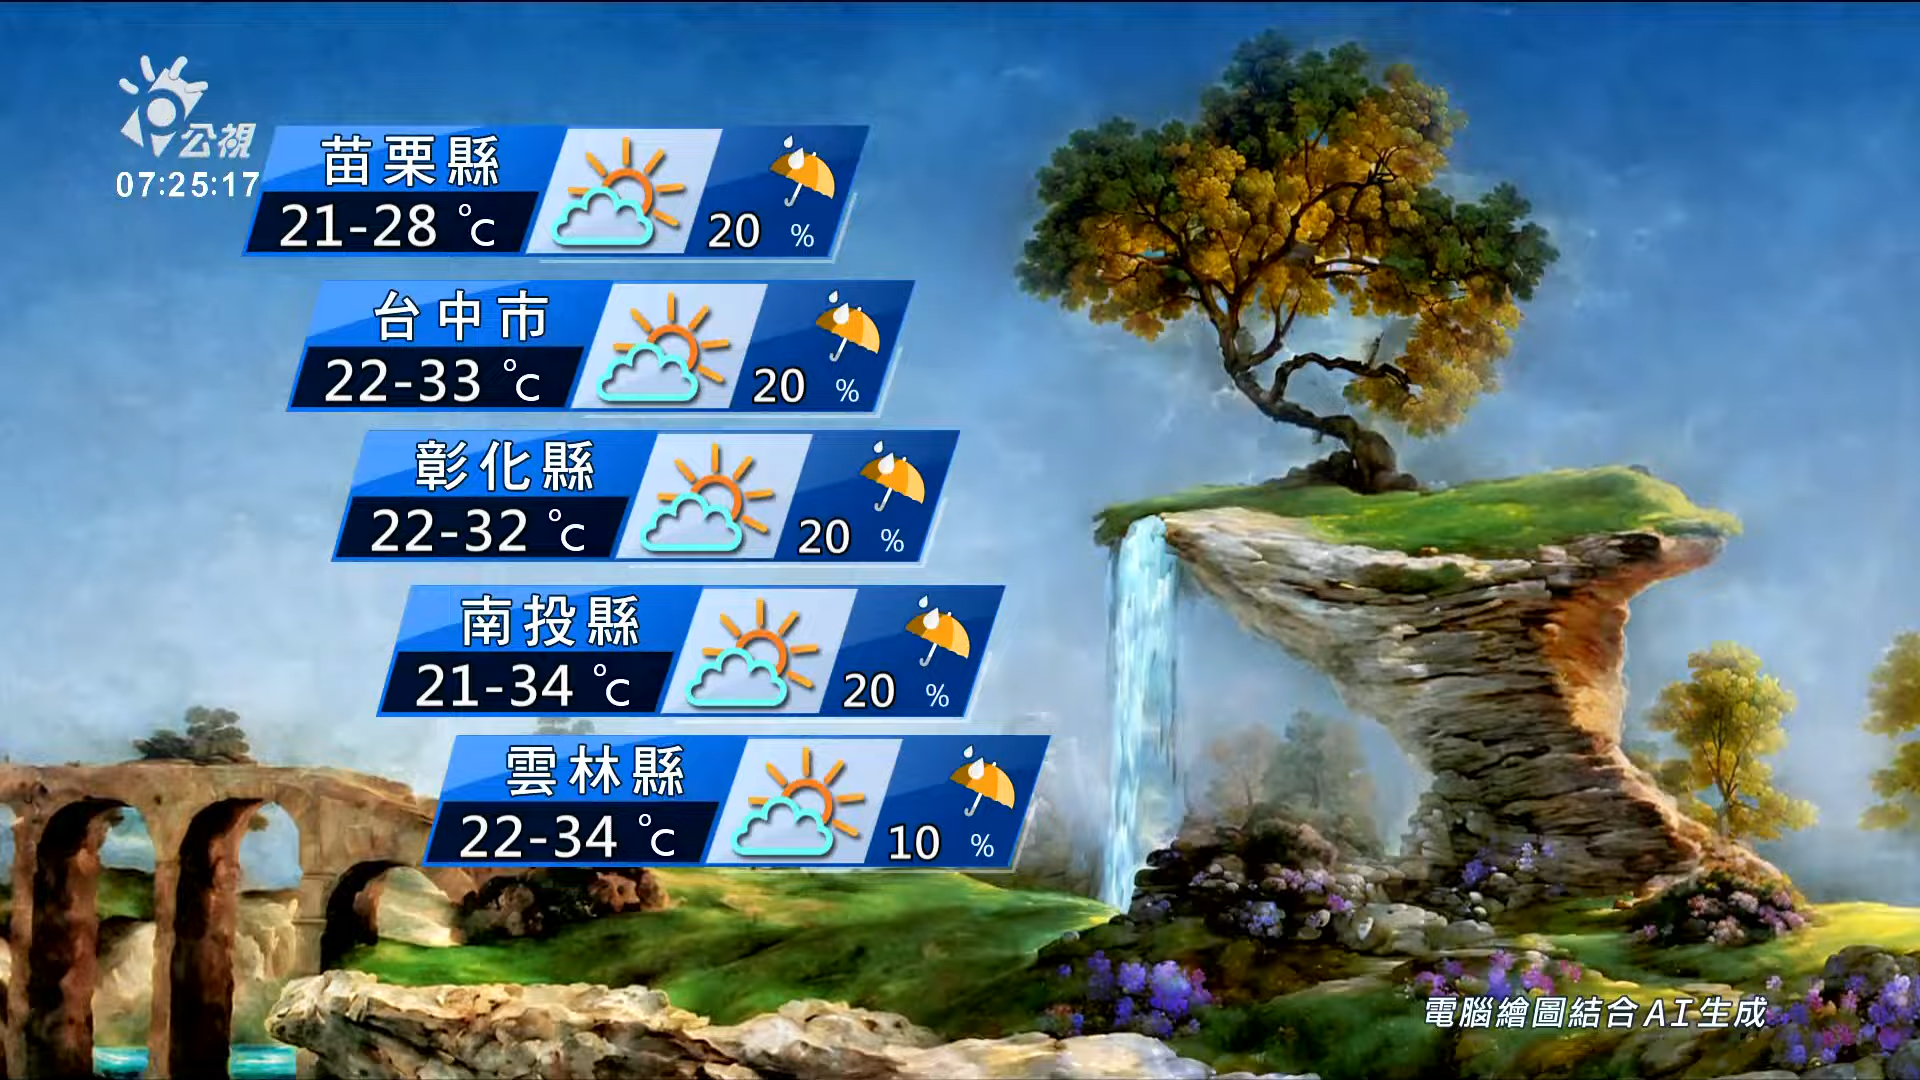 公視
07:25:17
苗栗縣
21-28 °C
20 %
台中市
22-33 °C
20 %
彰化縣
22-32 °C
20 %
南投縣
21-34 °C
20 %
雲林縣
22-34 °C
10 %
電腦繪圖結合AI生成